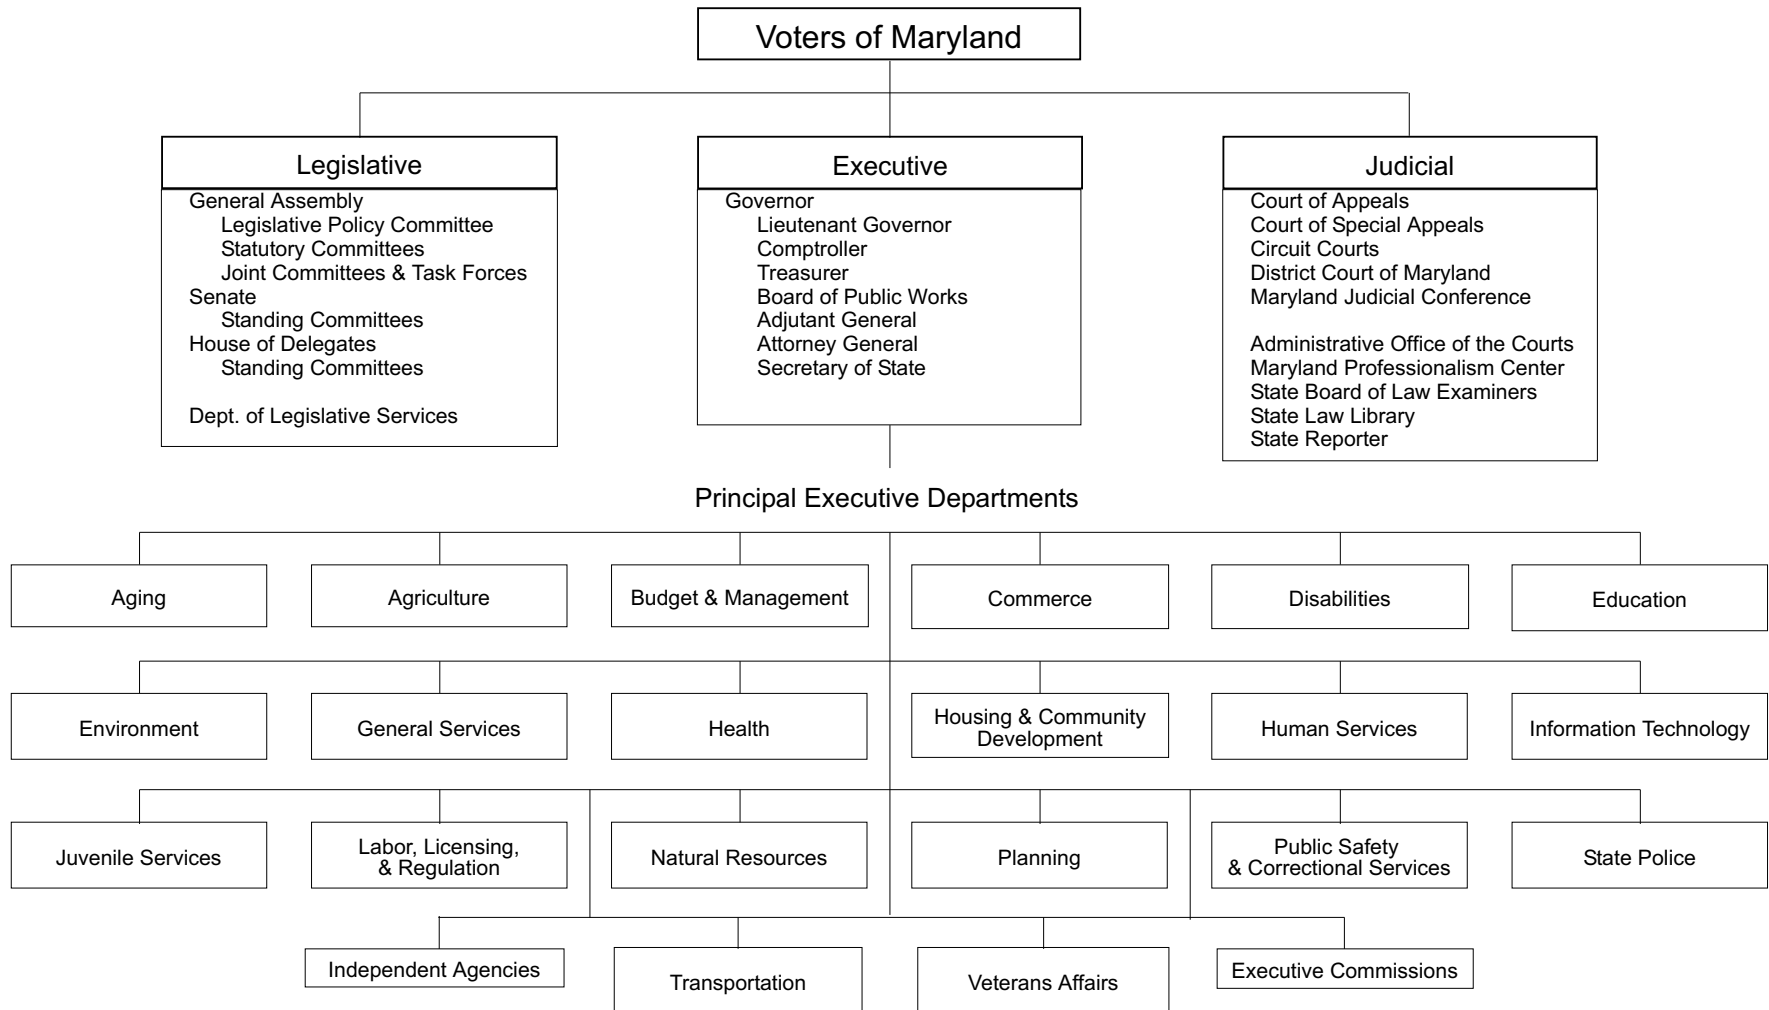 Voters of Maryland
Legislative
General Assembly
Legislative Policy Committee
Statutory Committees
Joint Committees & Task Forces
Senate
Standing Committees
House of Delegates
Standing Committees
Dept. of Legislative Services
Executive
Governor
Lieutenant Governor
Comptroller
Treasurer
Board of Public Works
Adjutant General
Attorney General
Secretary of State
Judicial
Court of Appeals
Court of Special Appeals
Circuit Courts
District Court of Maryland
Maryland Judicial Conference
Administrative Office of the Courts
Maryland Professionalism Center
State Board of Law Examiners
State Law Library
State Reporter
Principal Executive Departments
Aging
Agriculture
Budget & Management
Commerce
Disabilities
Education
Environment
General Services
Health
Housing & Community
Development
Human Services
Information Technology
Juvenile Services
Labor, Licensing,
& Regulation
Natural Resources
Planning
Public Safety
& Correctional Services
State Police
Independent Agencies
Transportation
Veterans Affairs
Executive Commissions